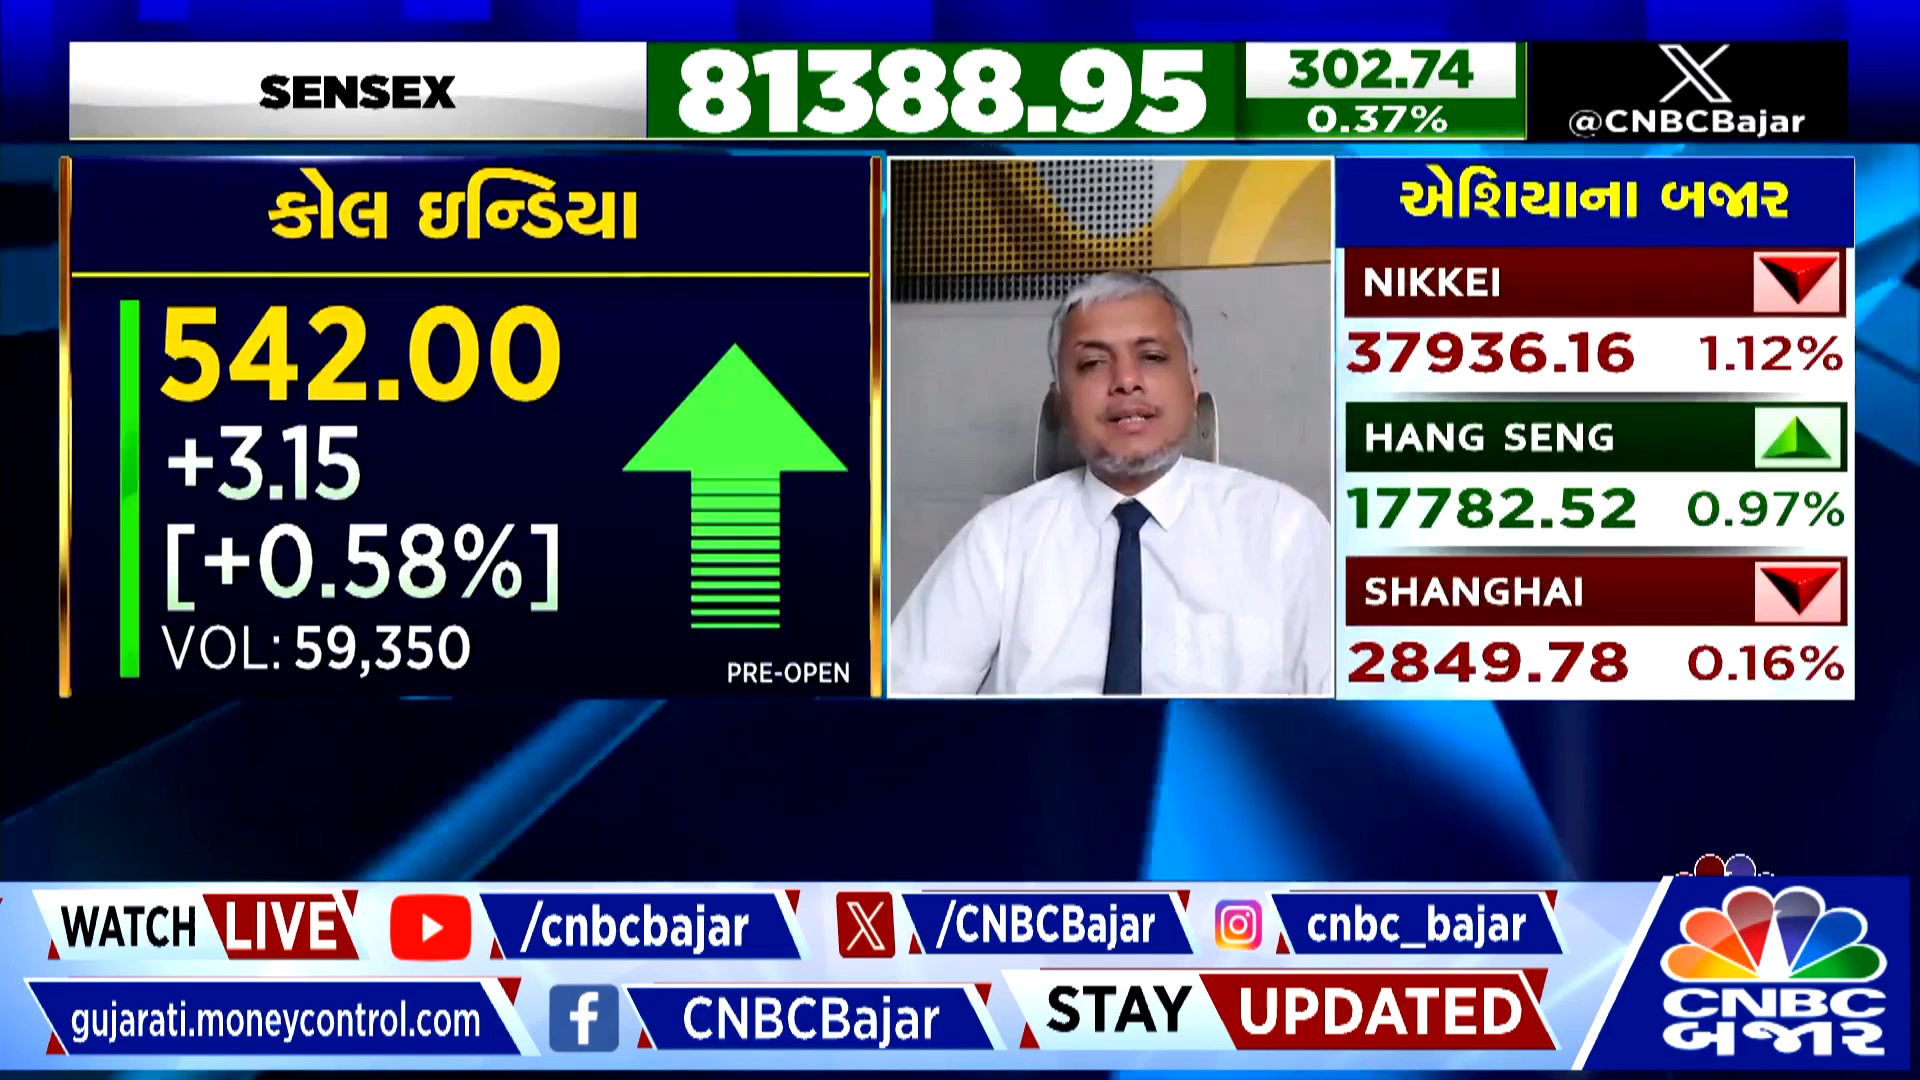 SENSEX
81388.95
302.74
0.37%
@CNBCBajar
કોલ ઇન્ડિયા
542.00
+3.15
[+0.58%]
VOL: 59,350
PRE-OPEN
એશિયાના બજાર
NIKKEI
37936.16 1.12%
HANG SENG
17782.52 0.97%
SHANGHAI
2849.78 0.16%
WATCH LIVE /cnbcbajar /CNBCBajar cnbc_bajar
gujarati.moneycontrol.com CNBCBajar STAY UPDATED
CNBC
બજાર